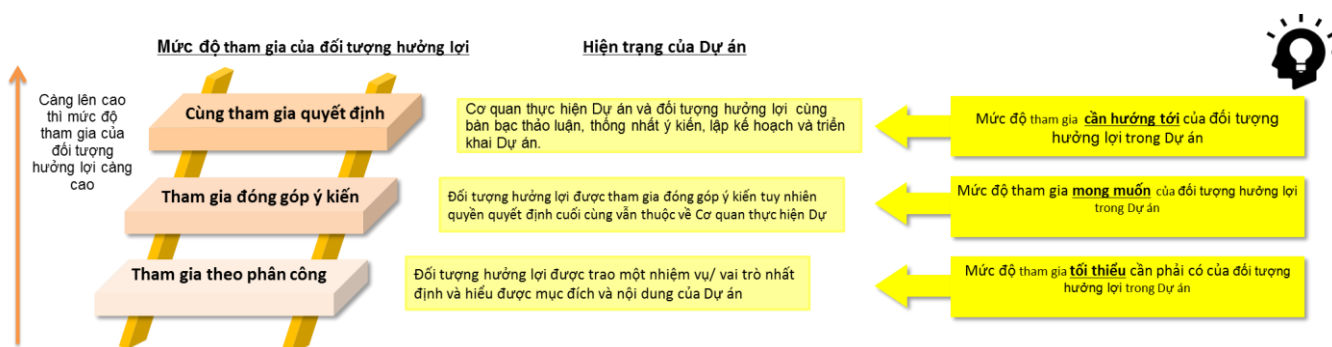 Mức độ tham gia của đối tượng hưởng lợi
Hiện trạng của Dự án
Càng lên cao
thì mức độ
tham gia của
đối tượng
hưởng lợi càng
cao
Cùng tham gia quyết định
Cơ quan thực hiện Dự án và đối tượng hưởng lợi cùng
bàn bạc thảo luận, thống nhất ý kiến, lập kế hoạch và triển
khai Dự án.
Mức độ tham gia cần hướng tới của đối tượng
hưởng lợi trong Dự án
Tham gia đóng góp ý kiến
Đối tượng hưởng lợi được tham gia đóng góp ý kiến tuy nhiên
quyền quyết định cuối cùng vẫn thuộc về Cơ quan thực hiện Dự
Mức độ tham gia mong muốn của đối tượng hưởng lợi
trong Dự án
Tham gia theo phân công
Đối tượng hưởng lợi được trao một nhiệm vụ/ vai trò nhất
định và hiểu được mục đích và nội dung của Dự án
Mức độ tham gia tối thiểu cần phải có của đối tượng
hưởng lợi trong Dự án